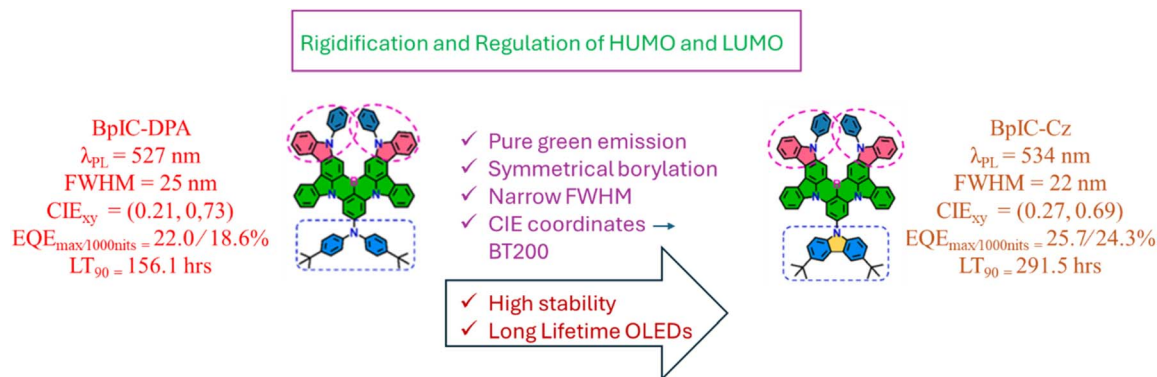 Rigidification and Regulation of HUMO and LUMO
BpIC-DPA
λPL = 527 nm
FWHM = 25 nm
CIExy = (0.21, 0,73)
EQEmax/1000nits = 22.0/18.6%
LT90 = 156.1 hrs
N
N
B
N
N
N
✓ Pure green emission
✓ Symmetrical borylation
✓ Narrow FWHM
✓ CIE coordinates →
BT200
✓ High stability
✓ Long Lifetime OLEDs
N
N
B
N
N
N
BpIC-Cz
λPL = 534 nm
FWHM = 22 nm
CIExy = (0.27, 0.69)
EQEmax/1000nits = 25.7/24.3%
LT90 = 291.5 hrs